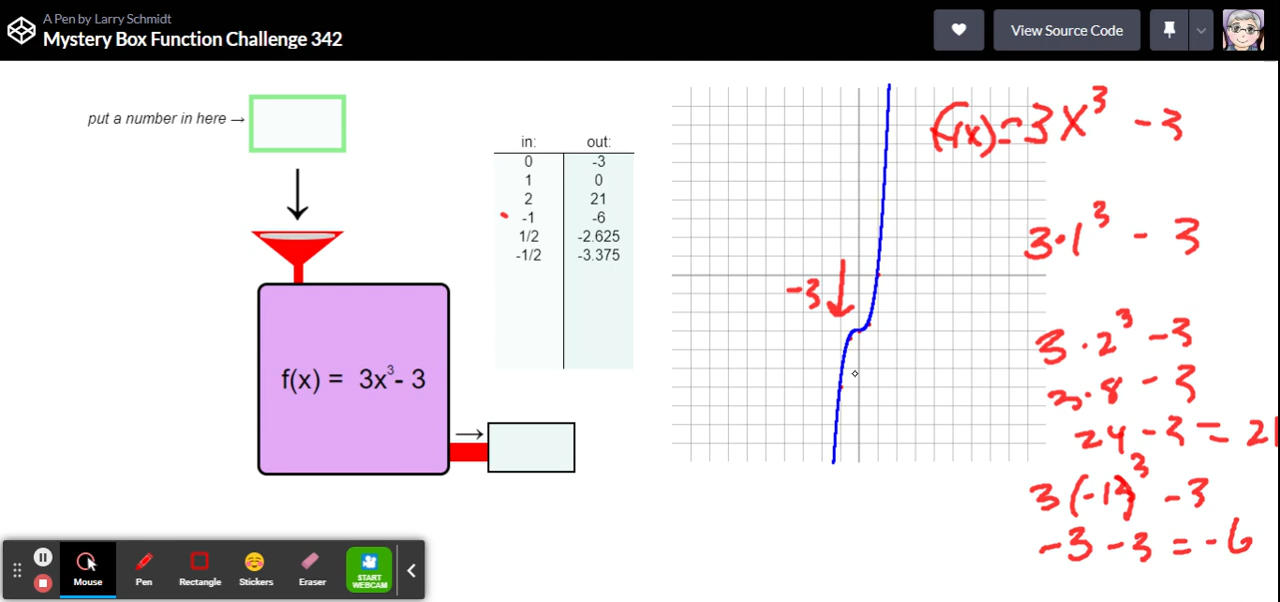 A Pen by Larry Schmidt
Mystery Box Function Challenge 342
View Source Code
put a number in here →
in: out:
0 -3
1 0
2 21
-1 -6
1/2 -2.625
-1/2 -3.375
f(x) = 3x³- 3
-3
f(x)=3x³ - 3
3·1³ - 3
3·2³ -3
3·8 - 3
24 -3 = 21
3(-1)³ -3
-3 -3 = -6
Mouse
Pen
Rectangle
Stickers
Eraser
START
WEBCAM